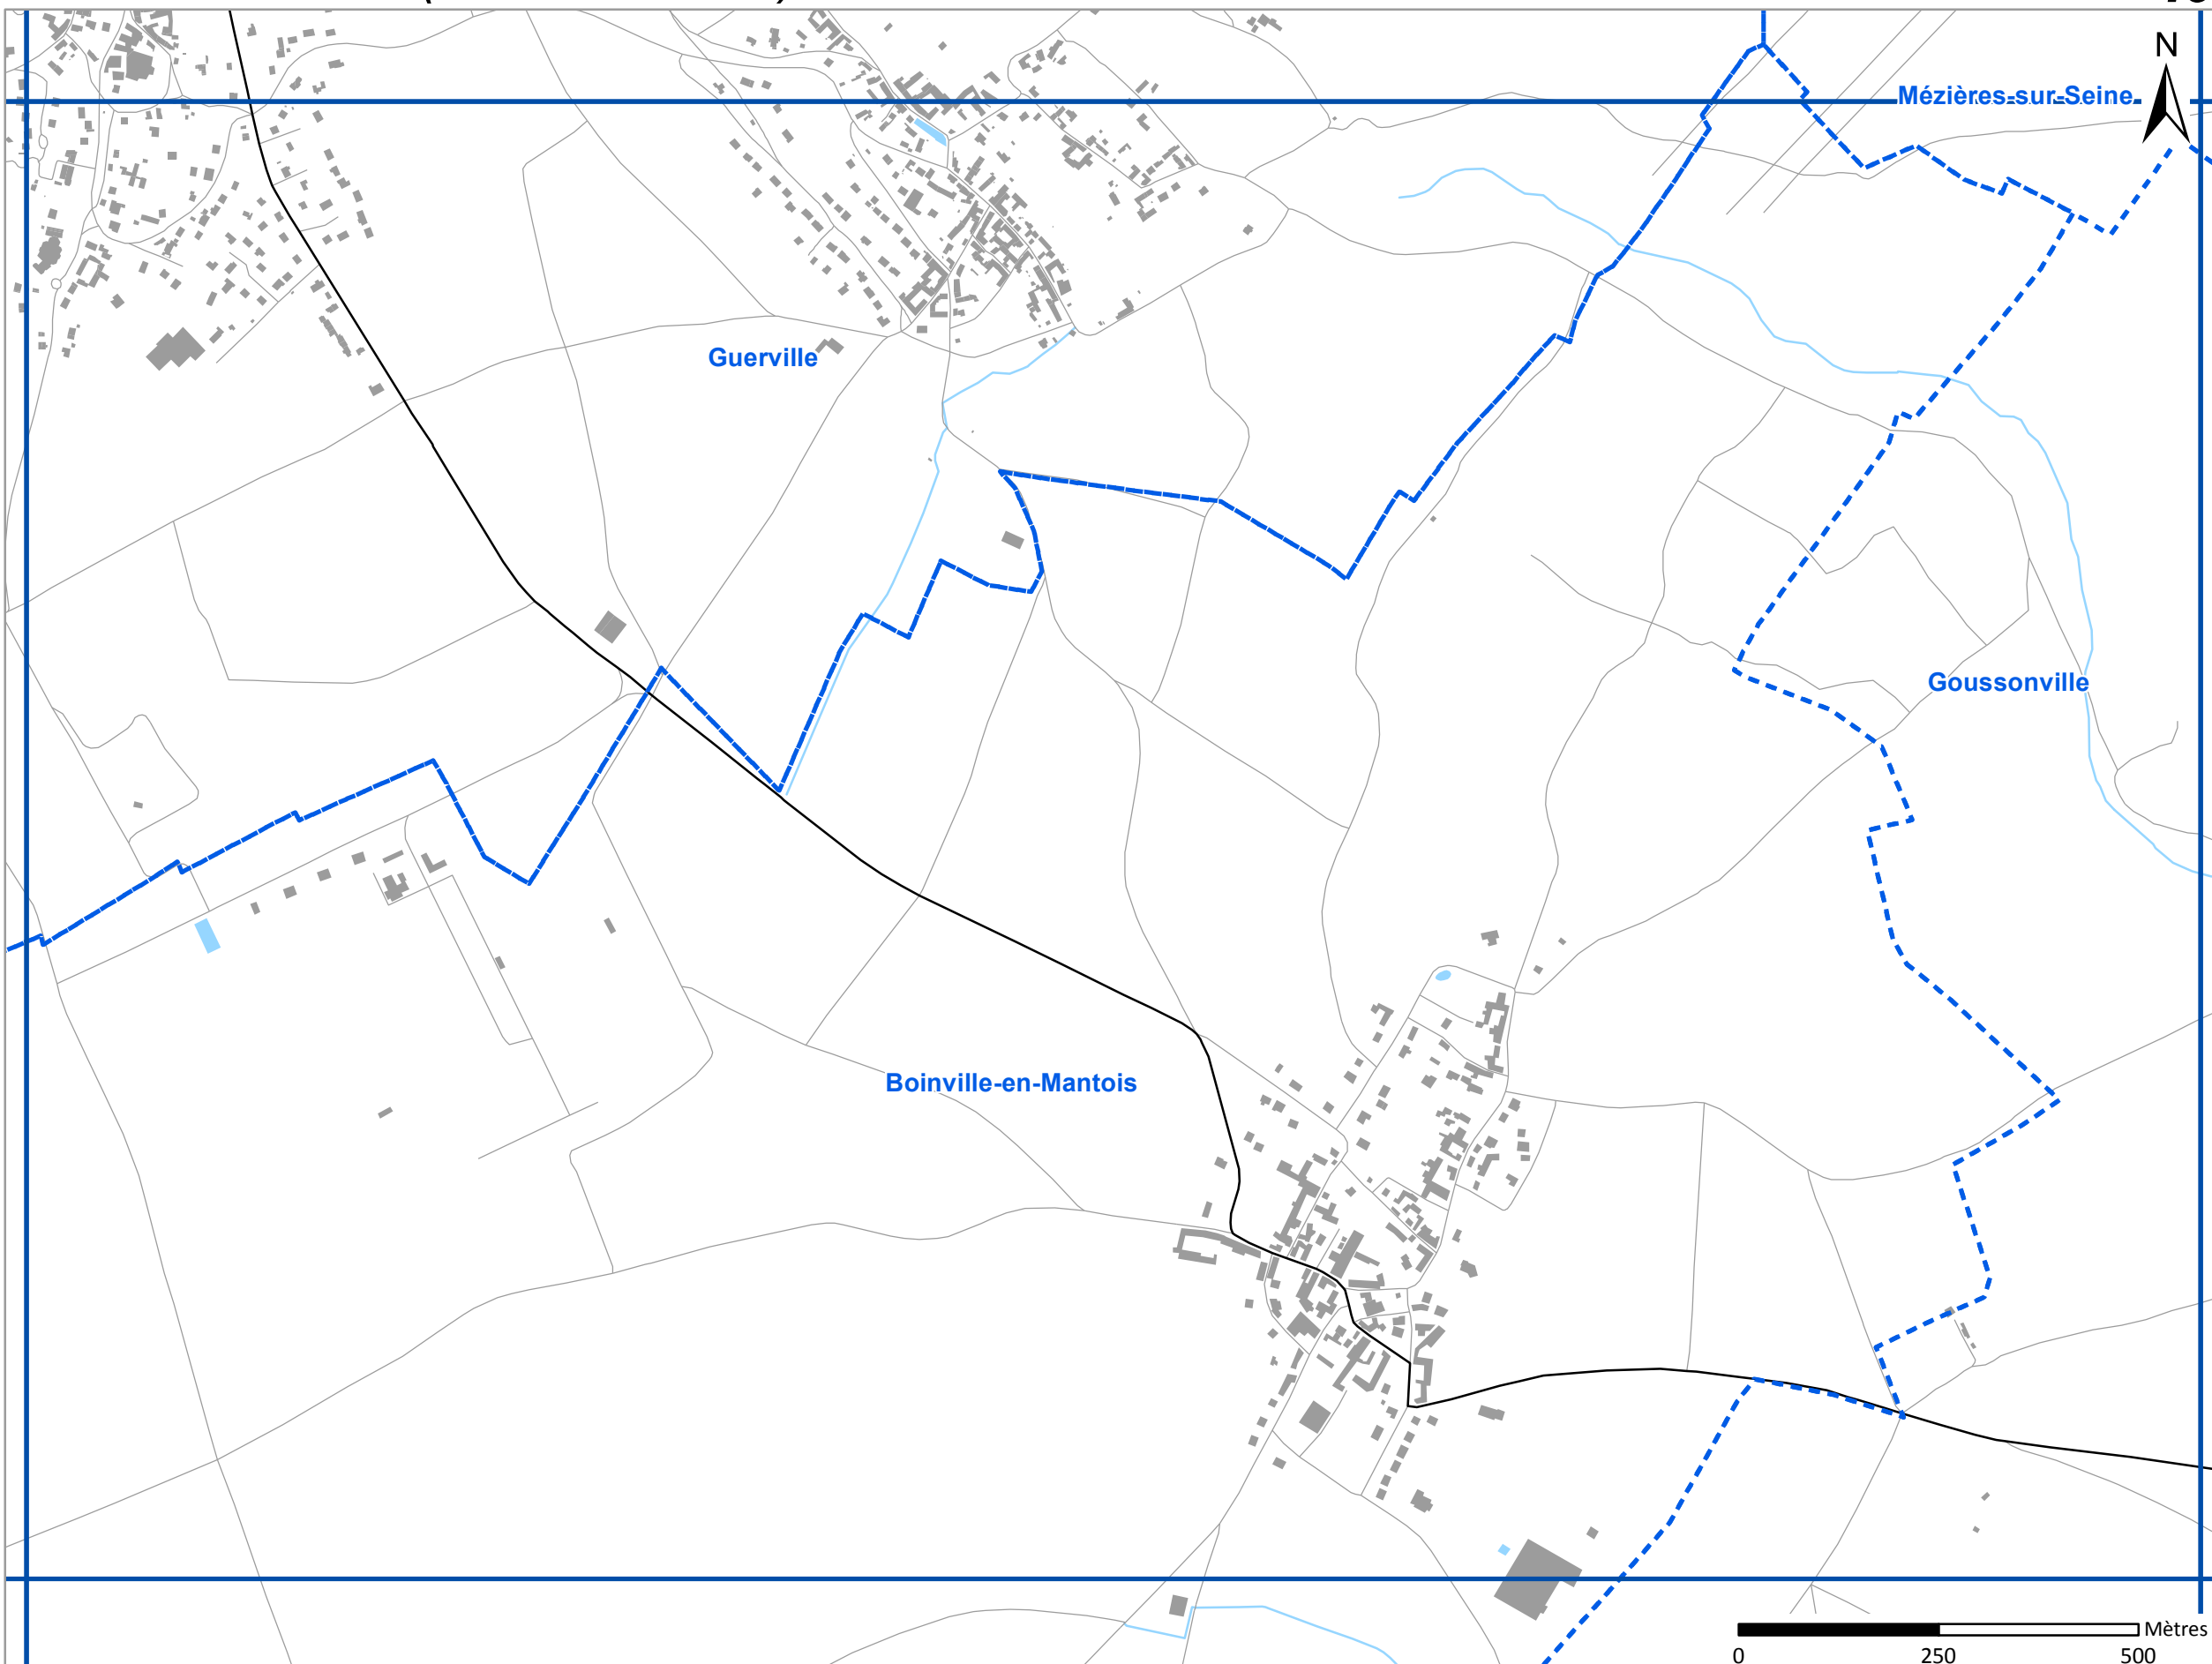 N
Mézières-sur-Seine
Guerville
Goussonville
Boinville-en-Mantois
Mètres
0 250 500